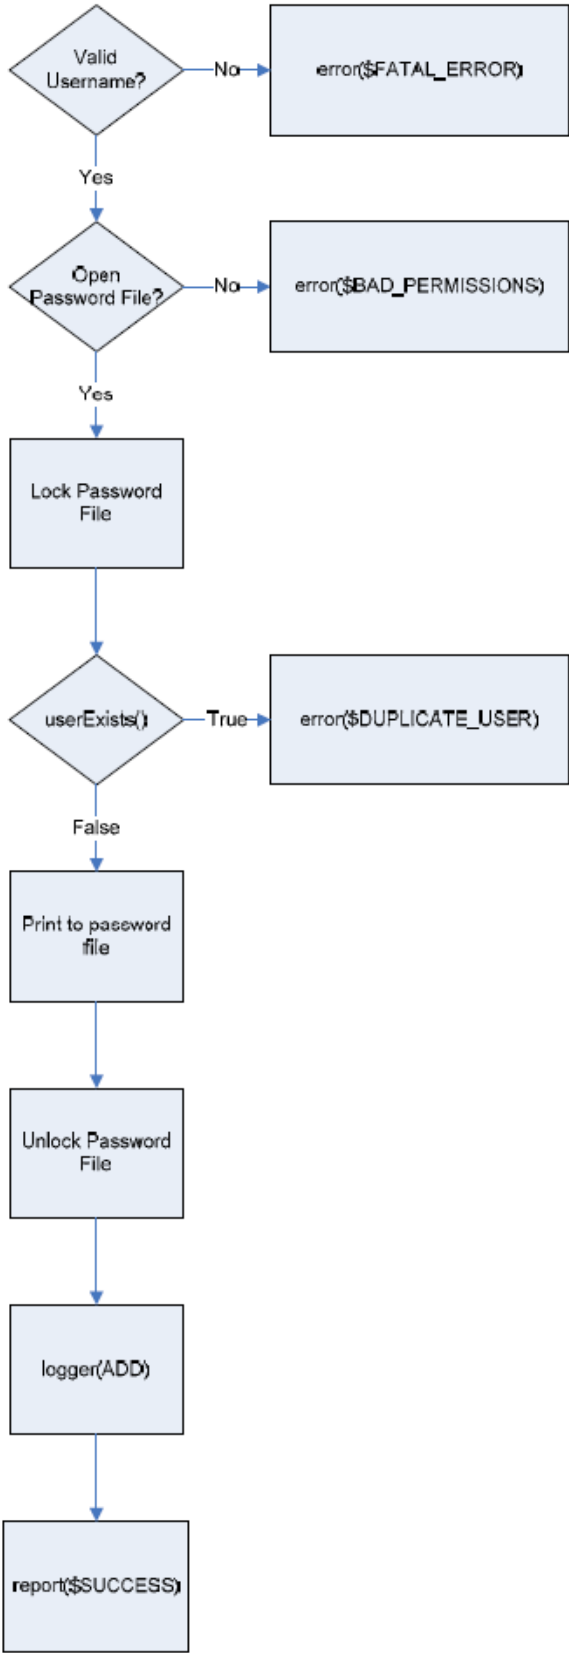 Valid
Username?
No
error($FATAL_ERROR)
Yes
Open
Password File?
No
error($BAD_PERMISSIONS)
Yes
Lock Password
File
userExists()
True
error($DUPLICATE_USER)
False
Print to password
file
Unlock Password
File
logger(ADD)
report($SUCCESS)